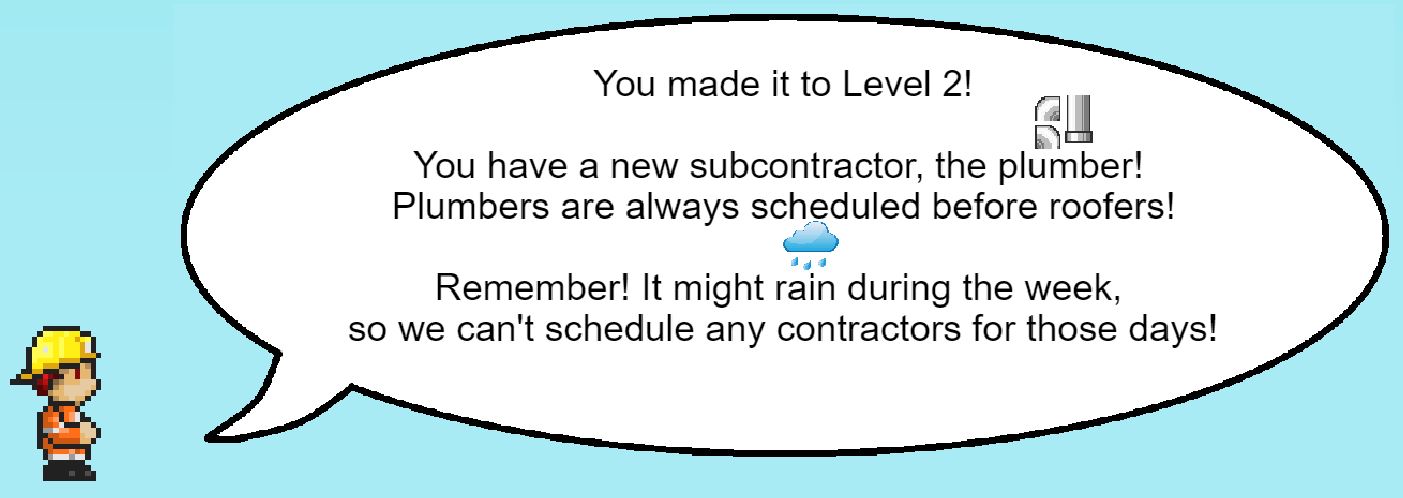 You made it to Level 2!
You have a new subcontractor, the plumber!
Plumbers are always scheduled before roofers!
Remember! It might rain during the week,
so we can't schedule any contractors for those days!